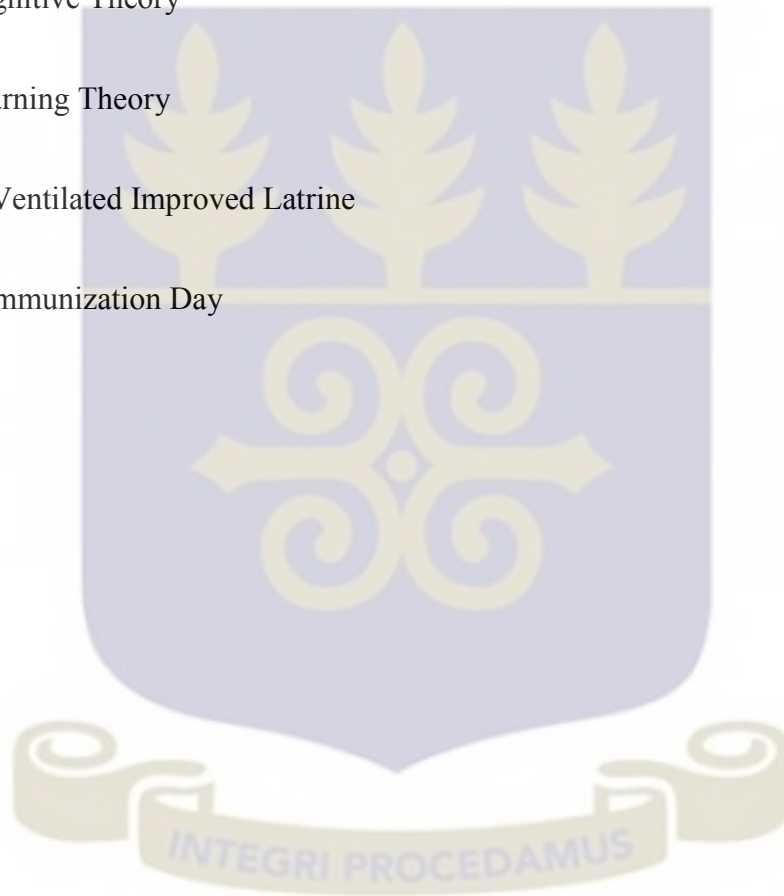 gnitive Theory
rning Theory
Ventilated Improved Latrine
mmunization Day
INTEGRI PROCEDAMUS